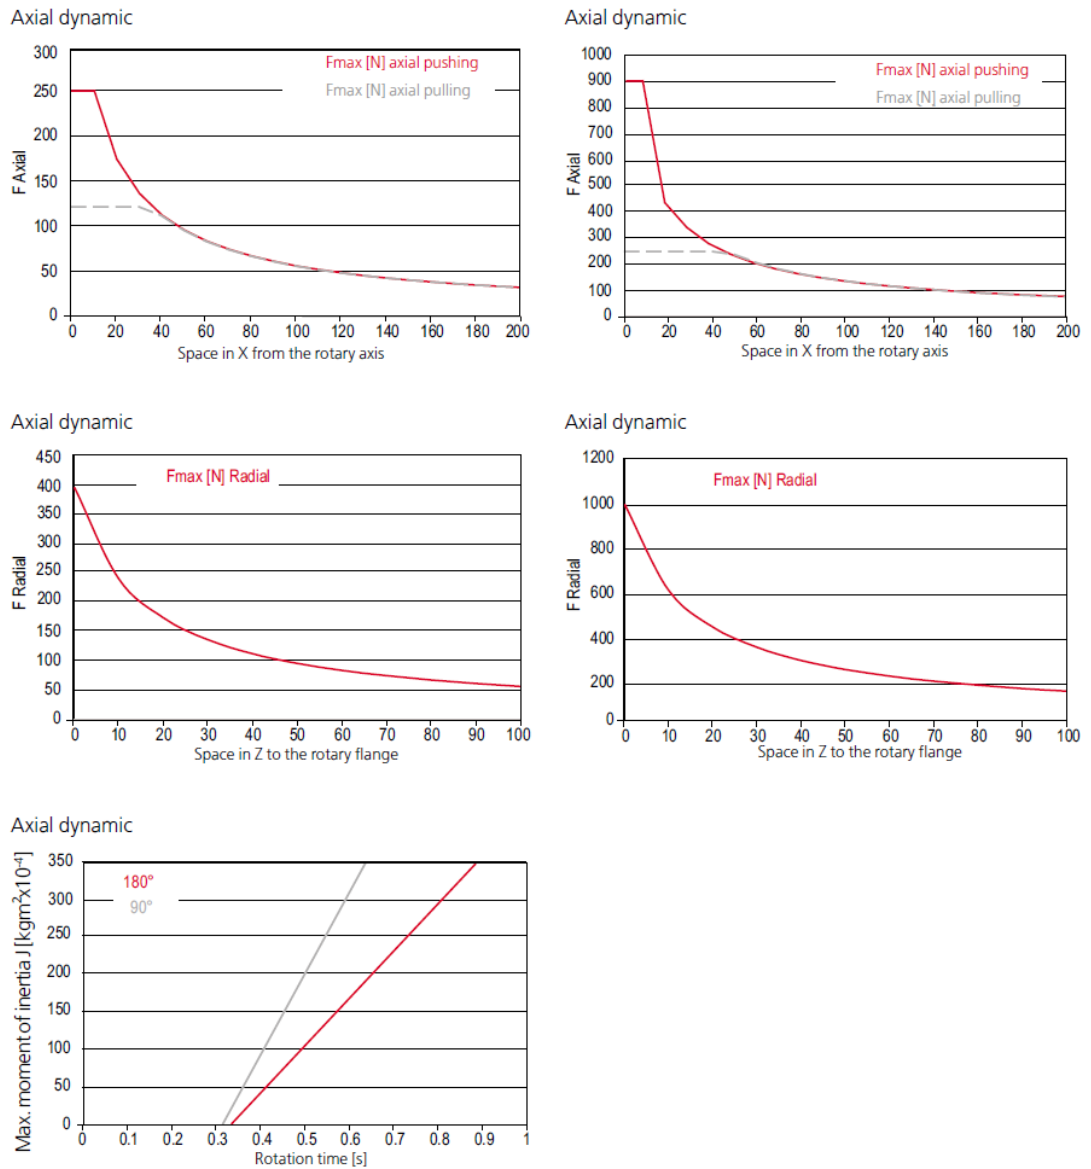 Axial dynamic
300
250
200
150
100
50
0
F Axial
Fmax [N] axial pushing
Fmax [N] axial pulling
0 20 40 60 80 100 120 140 160 180 200
Space in X from the rotary axis
Axial dynamic
1000
900
800
700
600
500
400
300
200
100
0
F Axial
Fmax [N] axial pushing
Fmax [N] axial pulling
0 20 40 60 80 100 120 140 160 180 200
Space in X from the rotary axis
Axial dynamic
450
400
350
300
250
200
150
100
50
0
F Radial
Fmax [N] Radial
0 10 20 30 40 50 60 70 80 90 100
Space in Z to the rotary flange
Axial dynamic
1200
1000
800
600
400
200
0
F Radial
Fmax [N] Radial
0 10 20 30 40 50 60 70 80 90 100
Space in Z to the rotary flange
Axial dynamic
350
300
250
200
150
100
50
0
Max. moment of inertia J [kgm²x10⁻⁴]
180°
90°
0 0.1 0.2 0.3 0.4 0.5 0.6 0.7 0.8 0.9 1
Rotation time [s]